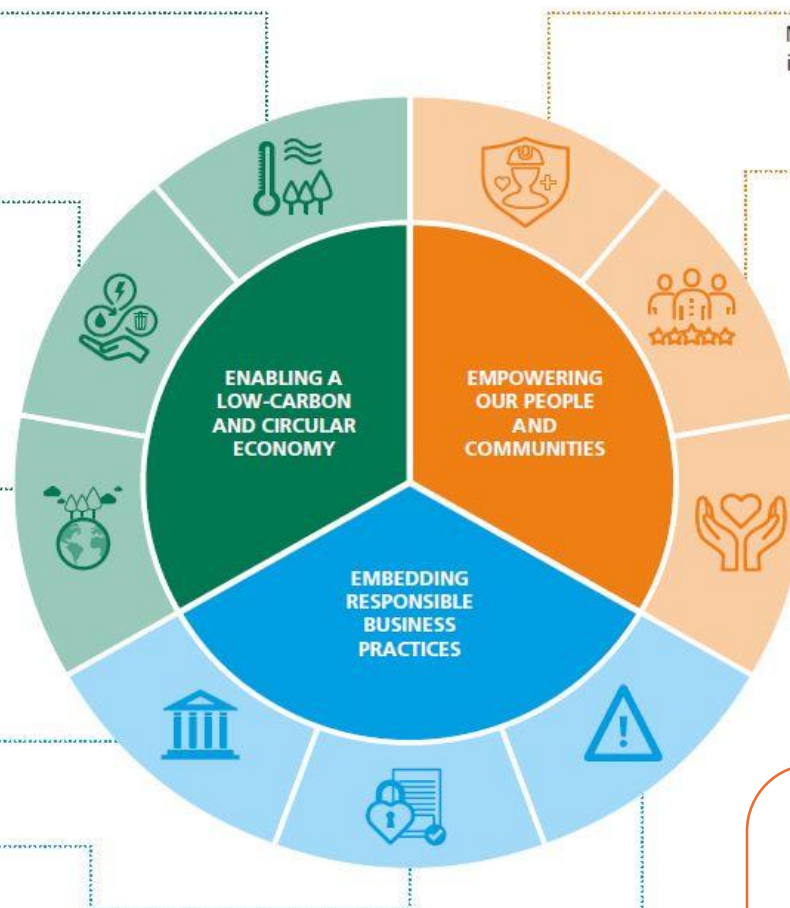 ENABLING A
LOW-CARBON
AND CIRCULAR
ECONOMY
EMPOWERING
OUR PEOPLE
AND
COMMUNITIES
EMBEDDING
RESPONSIBLE
BUSINESS
PRACTICES